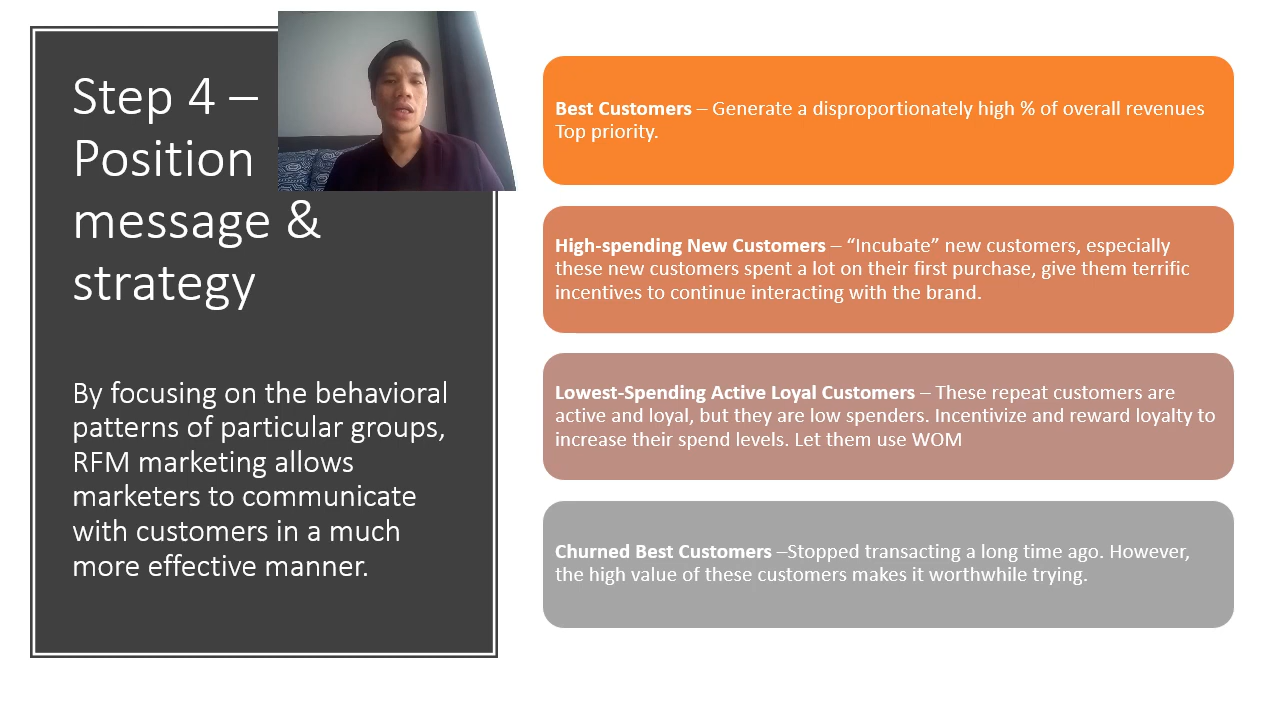 Step 4 –
Position
message &
strategy
By focusing on the behavioral
patterns of particular groups,
RFM marketing allows
marketers to communicate
with customers in a much
more effective manner.
Best Customers – Generate a disproportionately high % of overall revenues
Top priority.
High-spending New Customers – “Incubate” new customers, especially
these new customers spent a lot on their first purchase, give them terrific
incentives to continue interacting with the brand.
Lowest-Spending Active Loyal Customers – These repeat customers are
active and loyal, but they are low spenders. Incentivize and reward loyalty to
increase their spend levels. Let them use WOM
Churned Best Customers –Stopped transacting a long time ago. However,
the high value of these customers makes it worthwhile trying.